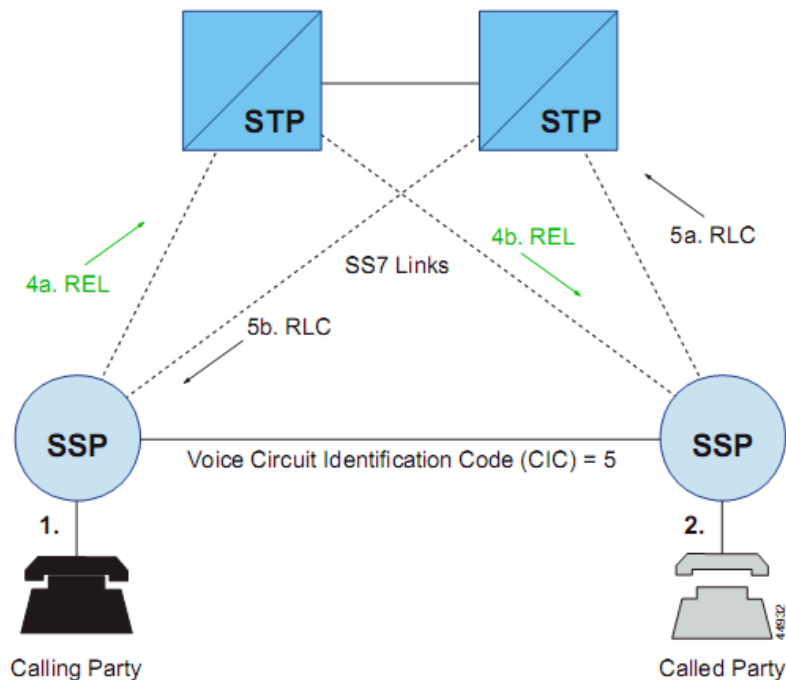 STP
STP
4a. REL
SS7 Links
4b. REL
5a. RLC
5b. RLC
SSP
SSP
Voice Circuit Identification Code (CIC) = 5
1.
2.
44932
Calling Party
Called Party